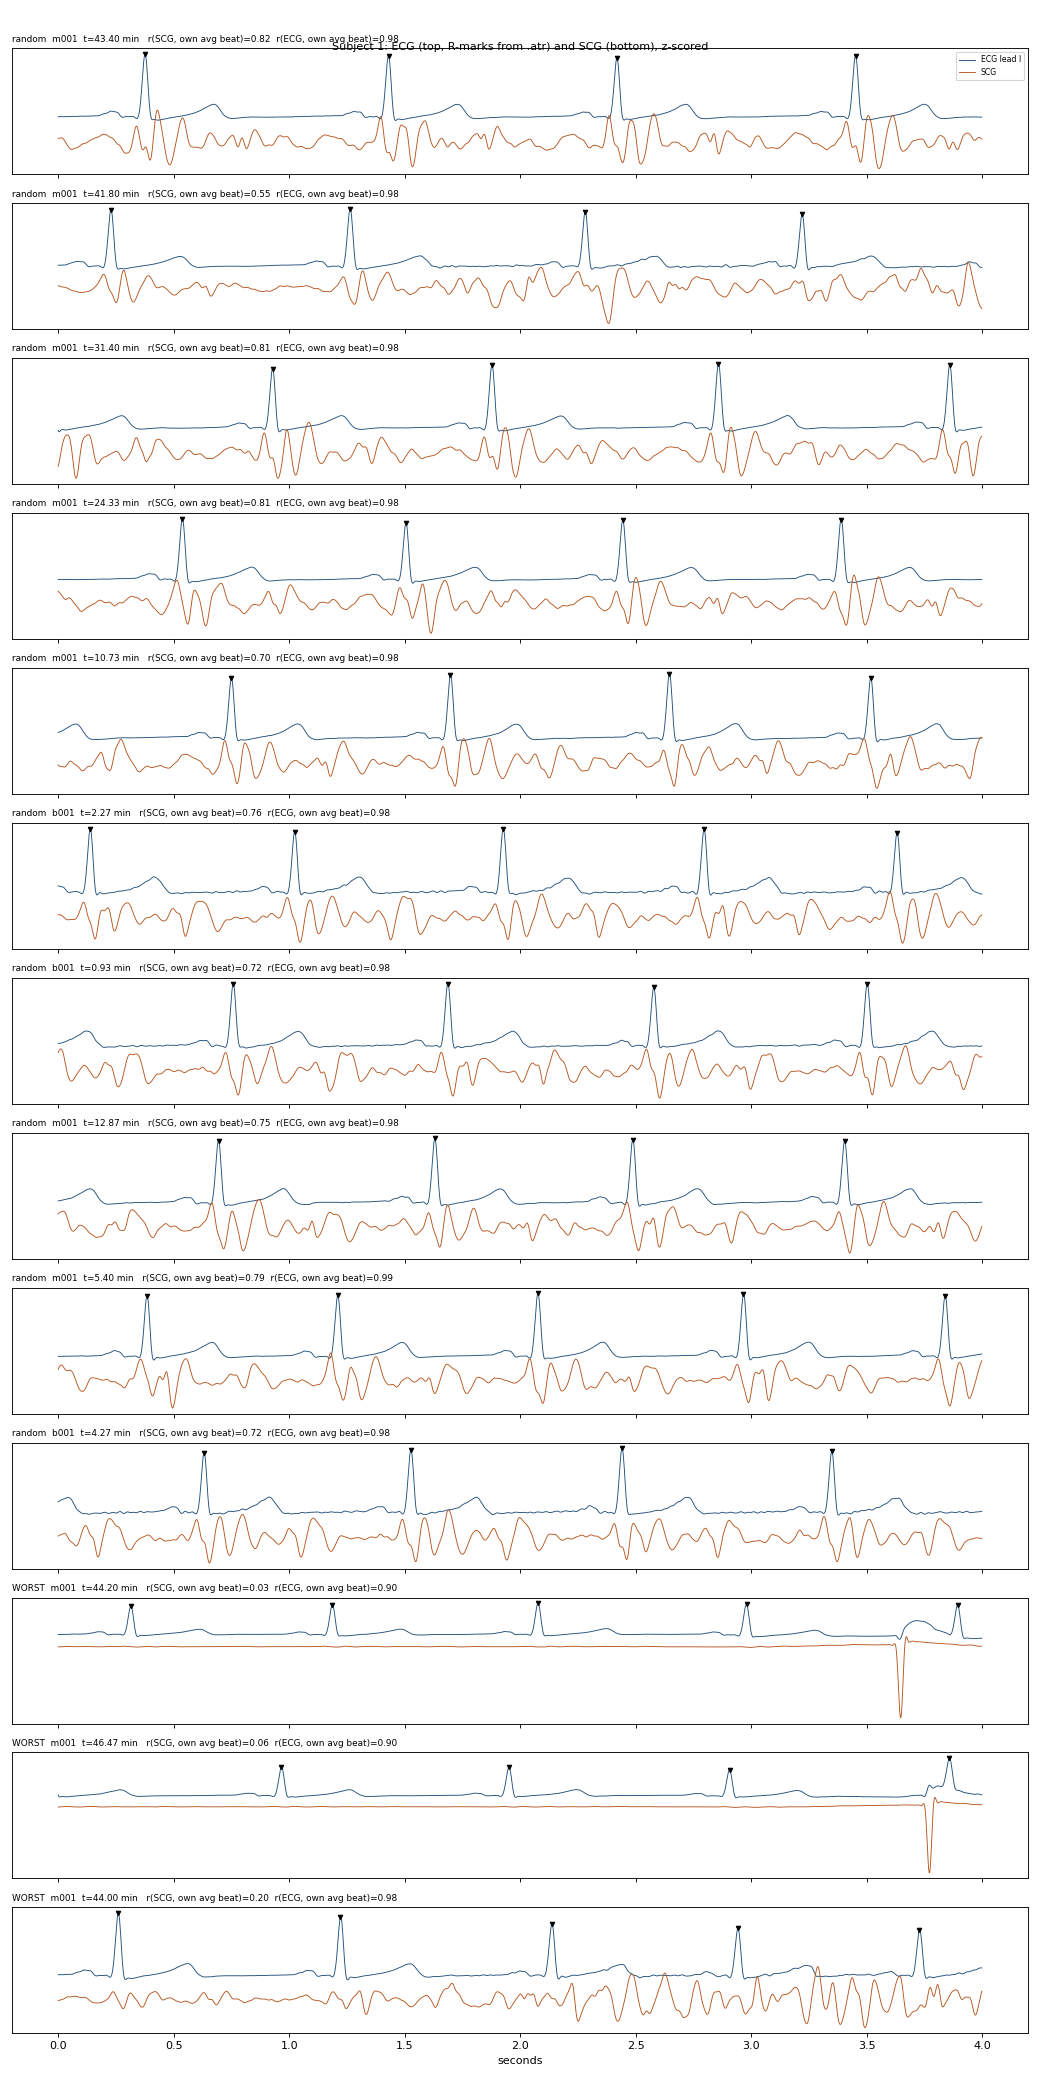 random m001 t=43.40 min r(SCG, own avg beat)=0.82 r(ECG, own avg beat)=0.98
Subject 1: ECG (top, R-marks from .atr) and SCG (bottom), z-scored
ECG lead I
SCG
random m001 t=41.80 min r(SCG, own avg beat)=0.55 r(ECG, own avg beat)=0.98
random m001 t=31.40 min r(SCG, own avg beat)=0.81 r(ECG, own avg beat)=0.98
random m001 t=24.33 min r(SCG, own avg beat)=0.81 r(ECG, own avg beat)=0.98
random m001 t=10.73 min r(SCG, own avg beat)=0.70 r(ECG, own avg beat)=0.98
random b001 t=2.27 min r(SCG, own avg beat)=0.76 r(ECG, own avg beat)=0.98
random b001 t=0.93 min r(SCG, own avg beat)=0.72 r(ECG, own avg beat)=0.98
random m001 t=12.87 min r(SCG, own avg beat)=0.75 r(ECG, own avg beat)=0.98
random m001 t=5.40 min r(SCG, own avg beat)=0.79 r(ECG, own avg beat)=0.99
random b001 t=4.27 min r(SCG, own avg beat)=0.72 r(ECG, own avg beat)=0.98
WORST m001 t=44.20 min r(SCG, own avg beat)=0.03 r(ECG, own avg beat)=0.90
WORST m001 t=46.47 min r(SCG, own avg beat)=0.06 r(ECG, own avg beat)=0.90
WORST m001 t=44.00 min r(SCG, own avg beat)=0.20 r(ECG, own avg beat)=0.98
0.0 0.5 1.0 1.5 2.0 2.5 3.0 3.5 4.0
seconds